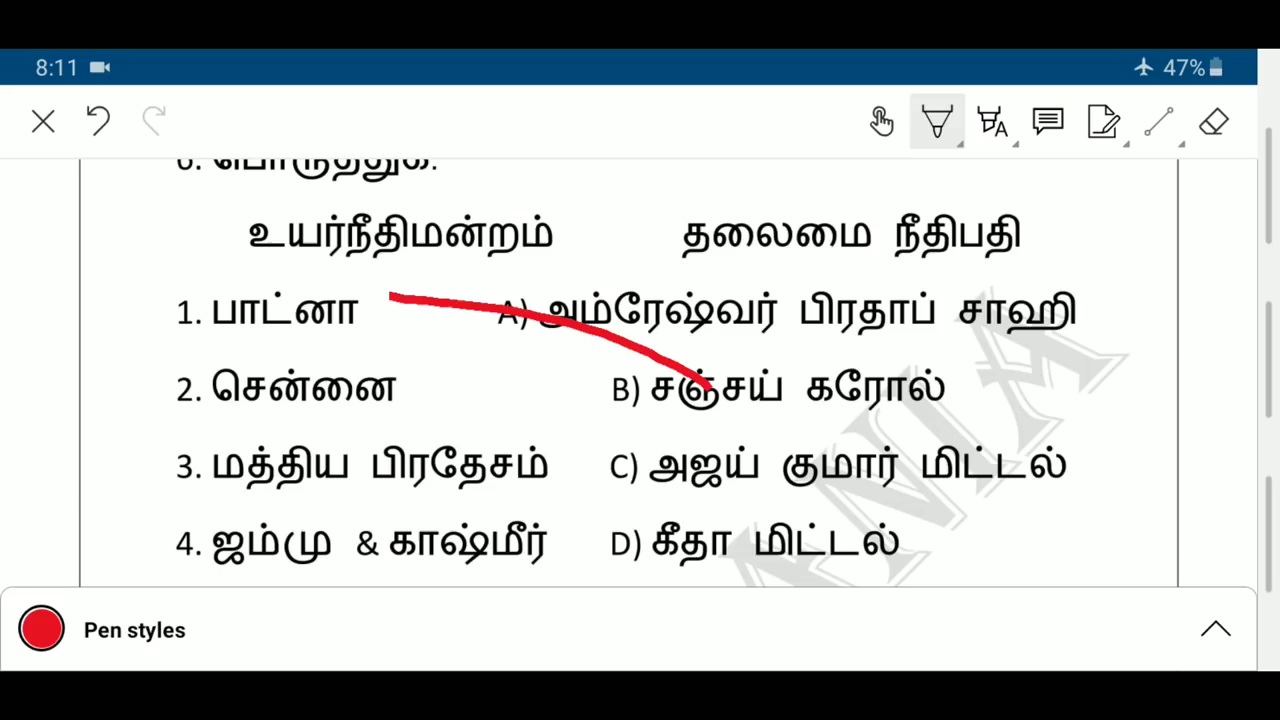 8:11 47%
6. பொருத்துக.
உயர்நீதிமன்றம் தலைமை நீதிபதி
1. பாட்னா A) அம்ரேஷ்வர் பிரதாப் சாஹி
2. சென்னை B) சஞ்சய் கரோல்
3. மத்திய பிரதேசம் C) அஜய் குமார் மிட்டல்
4. ஜம்மு & காஷ்மீர் D) கீதா மிட்டல்
Pen styles